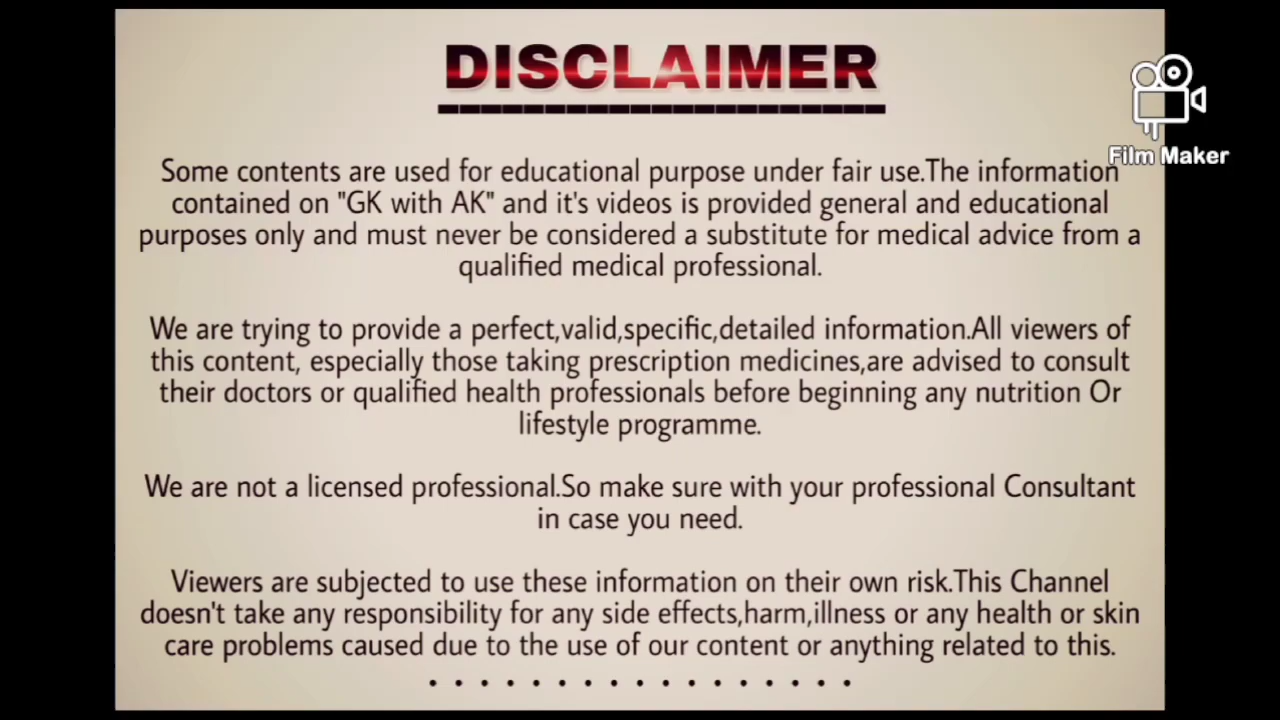 DISCLAIMER
Film Maker
Some contents are used for educational purpose under fair use.The information
contained on "GK with AK" and it's videos is provided general and educational
purposes only and must never be considered a substitute for medical advice from a
qualified medical professional.
We are trying to provide a perfect,valid,specific,detailed information.All viewers of
this content, especially those taking prescription medicines,are advised to consult
their doctors or qualified health professionals before beginning any nutrition Or
lifestyle programme.
We are not a licensed professional.So make sure with your professional Consultant
in case you need.
Viewers are subjected to use these information on their own risk.This Channel
doesn't take any responsibility for any side effects,harm,illness or any health or skin
care problems caused due to the use of our content or anything related to this.